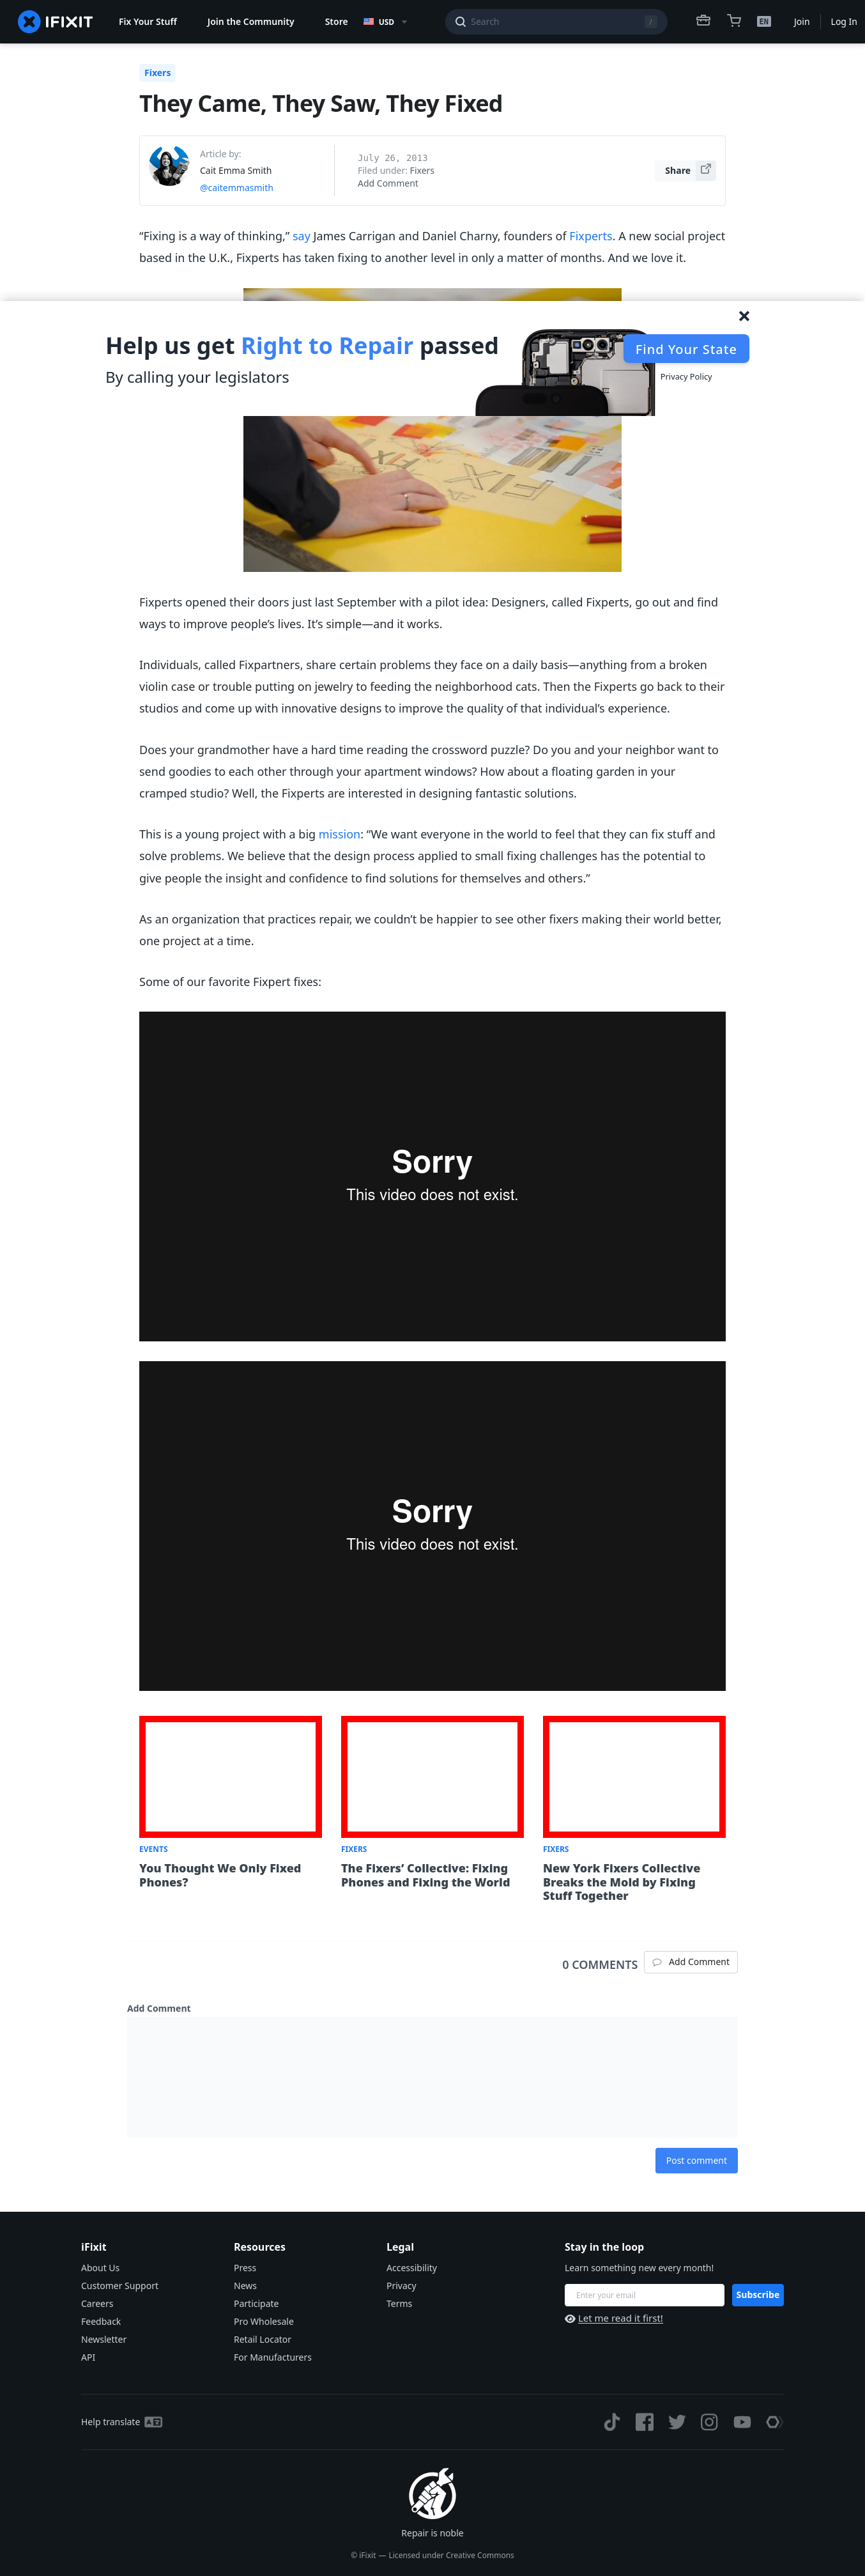 IFIXIT
Fix Your Stuff
Join the Community
Store
USD
Search
/
EN
Join
Log In
Fixers
They Came, They Saw, They Fixed
Article by:
Cait Emma Smith
@caitemmasmith
July 26, 2013
Filed under: Fixers
Add Comment
Share
“Fixing is a way of thinking,” say James Carrigan and Daniel Charny, founders of Fixperts. A new social project
based in the U.K., Fixperts has taken fixing to another level in only a matter of months. And we love it.
Help us get Right to Repair passed
By calling your legislators
Find Your State
Privacy Policy
Fixperts opened their doors just last September with a pilot idea: Designers, called Fixperts, go out and find
ways to improve people’s lives. It’s simple—and it works.
Individuals, called Fixpartners, share certain problems they face on a daily basis—anything from a broken
violin case or trouble putting on jewelry to feeding the neighborhood cats. Then the Fixperts go back to their
studios and come up with innovative designs to improve the quality of that individual’s experience.
Does your grandmother have a hard time reading the crossword puzzle? Do you and your neighbor want to
send goodies to each other through your apartment windows? How about a floating garden in your
cramped studio? Well, the Fixperts are interested in designing fantastic solutions.
This is a young project with a big mission: “We want everyone in the world to feel that they can fix stuff and
solve problems. We believe that the design process applied to small fixing challenges has the potential to
give people the insight and confidence to find solutions for themselves and others.”
As an organization that practices repair, we couldn’t be happier to see other fixers making their world better,
one project at a time.
Some of our favorite Fixpert fixes:
Sorry
This video does not exist.
Sorry
This video does not exist.
EVENTS
You Thought We Only Fixed
Phones?
FIXERS
The Fixers’ Collective: Fixing
Phones and Fixing the World
FIXERS
New York Fixers Collective
Breaks the Mold by Fixing
Stuff Together
0 COMMENTS
Add Comment
Add Comment
Post comment
iFixit
About Us
Customer Support
Careers
Feedback
Newsletter
API
Resources
Press
News
Participate
Pro Wholesale
Retail Locator
For Manufacturers
Legal
Accessibility
Privacy
Terms
Stay in the loop
Learn something new every month!
Enter your email
Subscribe
Let me read it first!
Help translate
Repair is noble
© iFixit — Licensed under Creative Commons